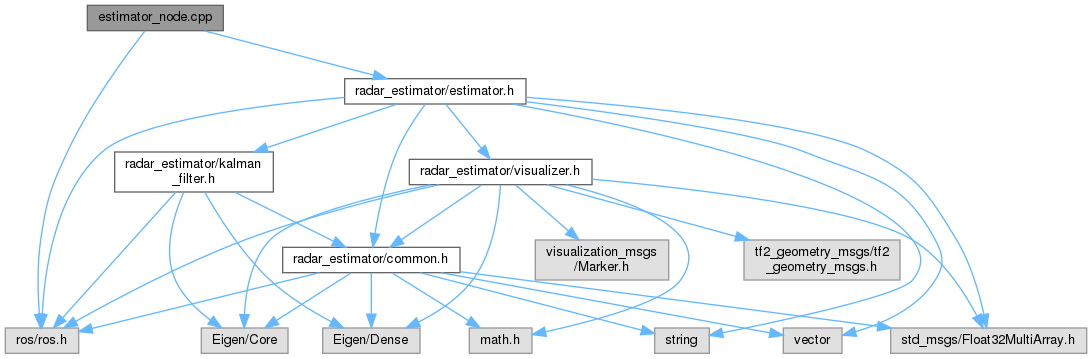 estimator_node.cpp
radar_estimator/estimator.h
radar_estimator/kalman
_filter.h
radar_estimator/visualizer.h
radar_estimator/common.h
visualization_msgs
/Marker.h
tf2_geometry_msgs/tf2
_geometry_msgs.h
ros/ros.h
Eigen/Core
Eigen/Dense
math.h
string
vector
std_msgs/Float32MultiArray.h